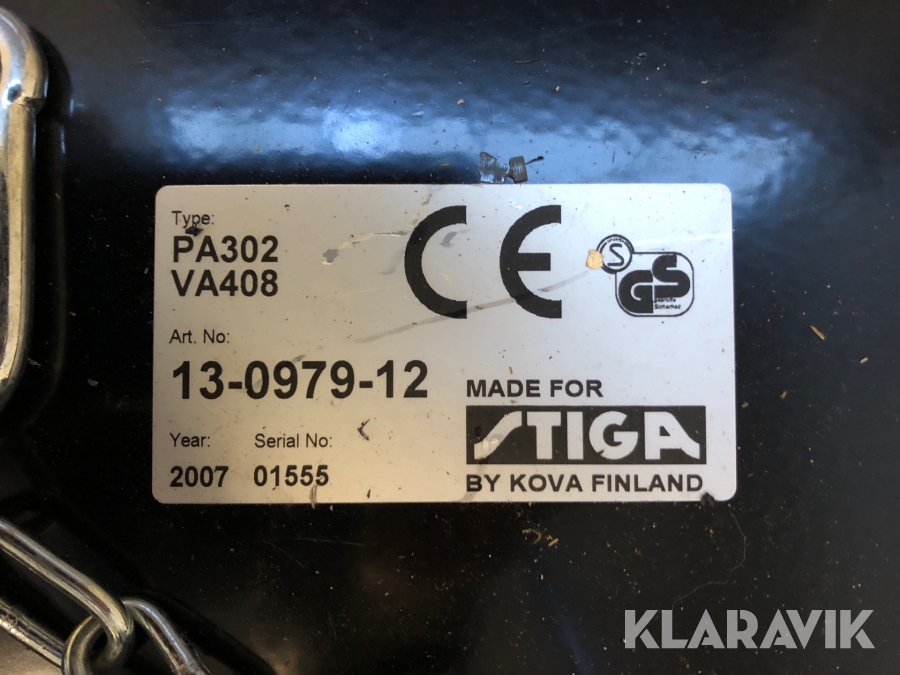 Type:
PA302
VA408
CE
S
GS
Art. No:
13-0979-12
MADE FOR
STIGA
BY KOVA FINLAND
Year: Serial No:
2007 01555
KLARAVIK